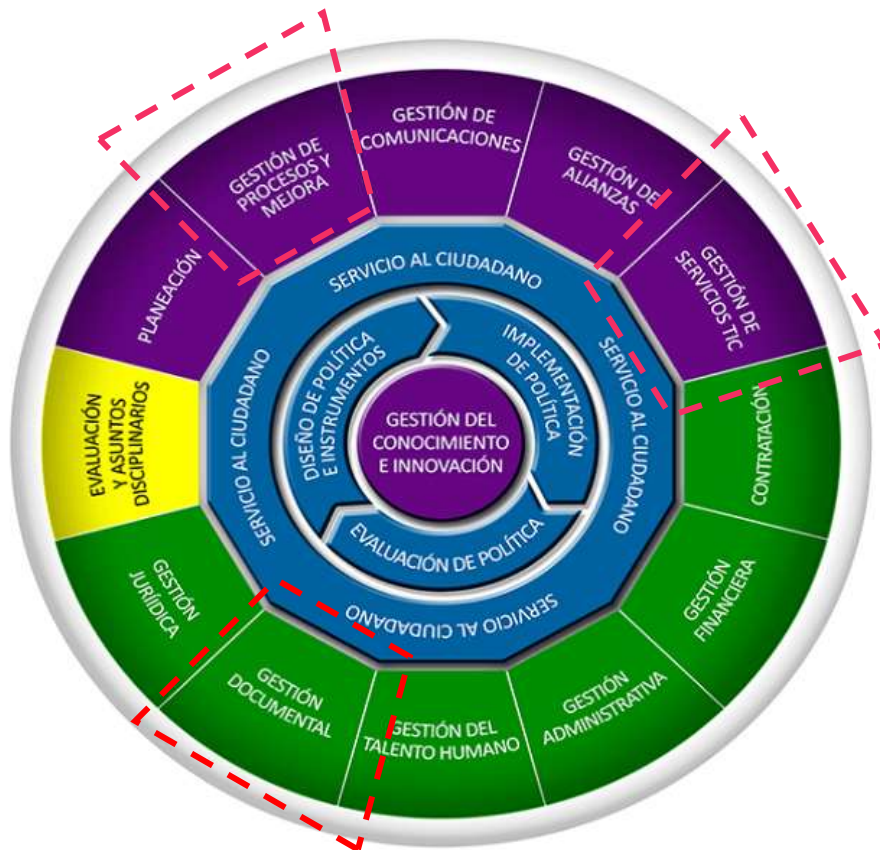 GESTIÓN DE
COMUNICACIONES
GESTIÓN DE
ALIANZAS
GESTIÓN DE
SERVICIOS TIC
CONTRATACIÓN
GESTIÓN
FINANCIERA
GESTIÓN
ADMINISTRATIVA
GESTIÓN DEL
TALENTO HUMANO
GESTIÓN
DOCUMENTAL
GESTIÓN
JURÍIDICA
EVALUACIÓN
Y ASUNTOS
DISCIPLINARIOS
PLANEACIÓN
GESTIÓN DE
PROCESOS Y
MEJORA
SERVICIO AL CIUDADANO
SERVICIO AL CIUDADANO
SERVICIO AL CIUDADANO
SERVICIO AL CIUDADANO
DISEÑO DE POLÍTICA
E INSTRUMENTOS
IMPLEMENTACIÓN
DE POLÍTICA
EVALUACIÓN DE POLÍTICA
GESTIÓN DEL
CONOCIMIENTO
E INNOVACIÓN